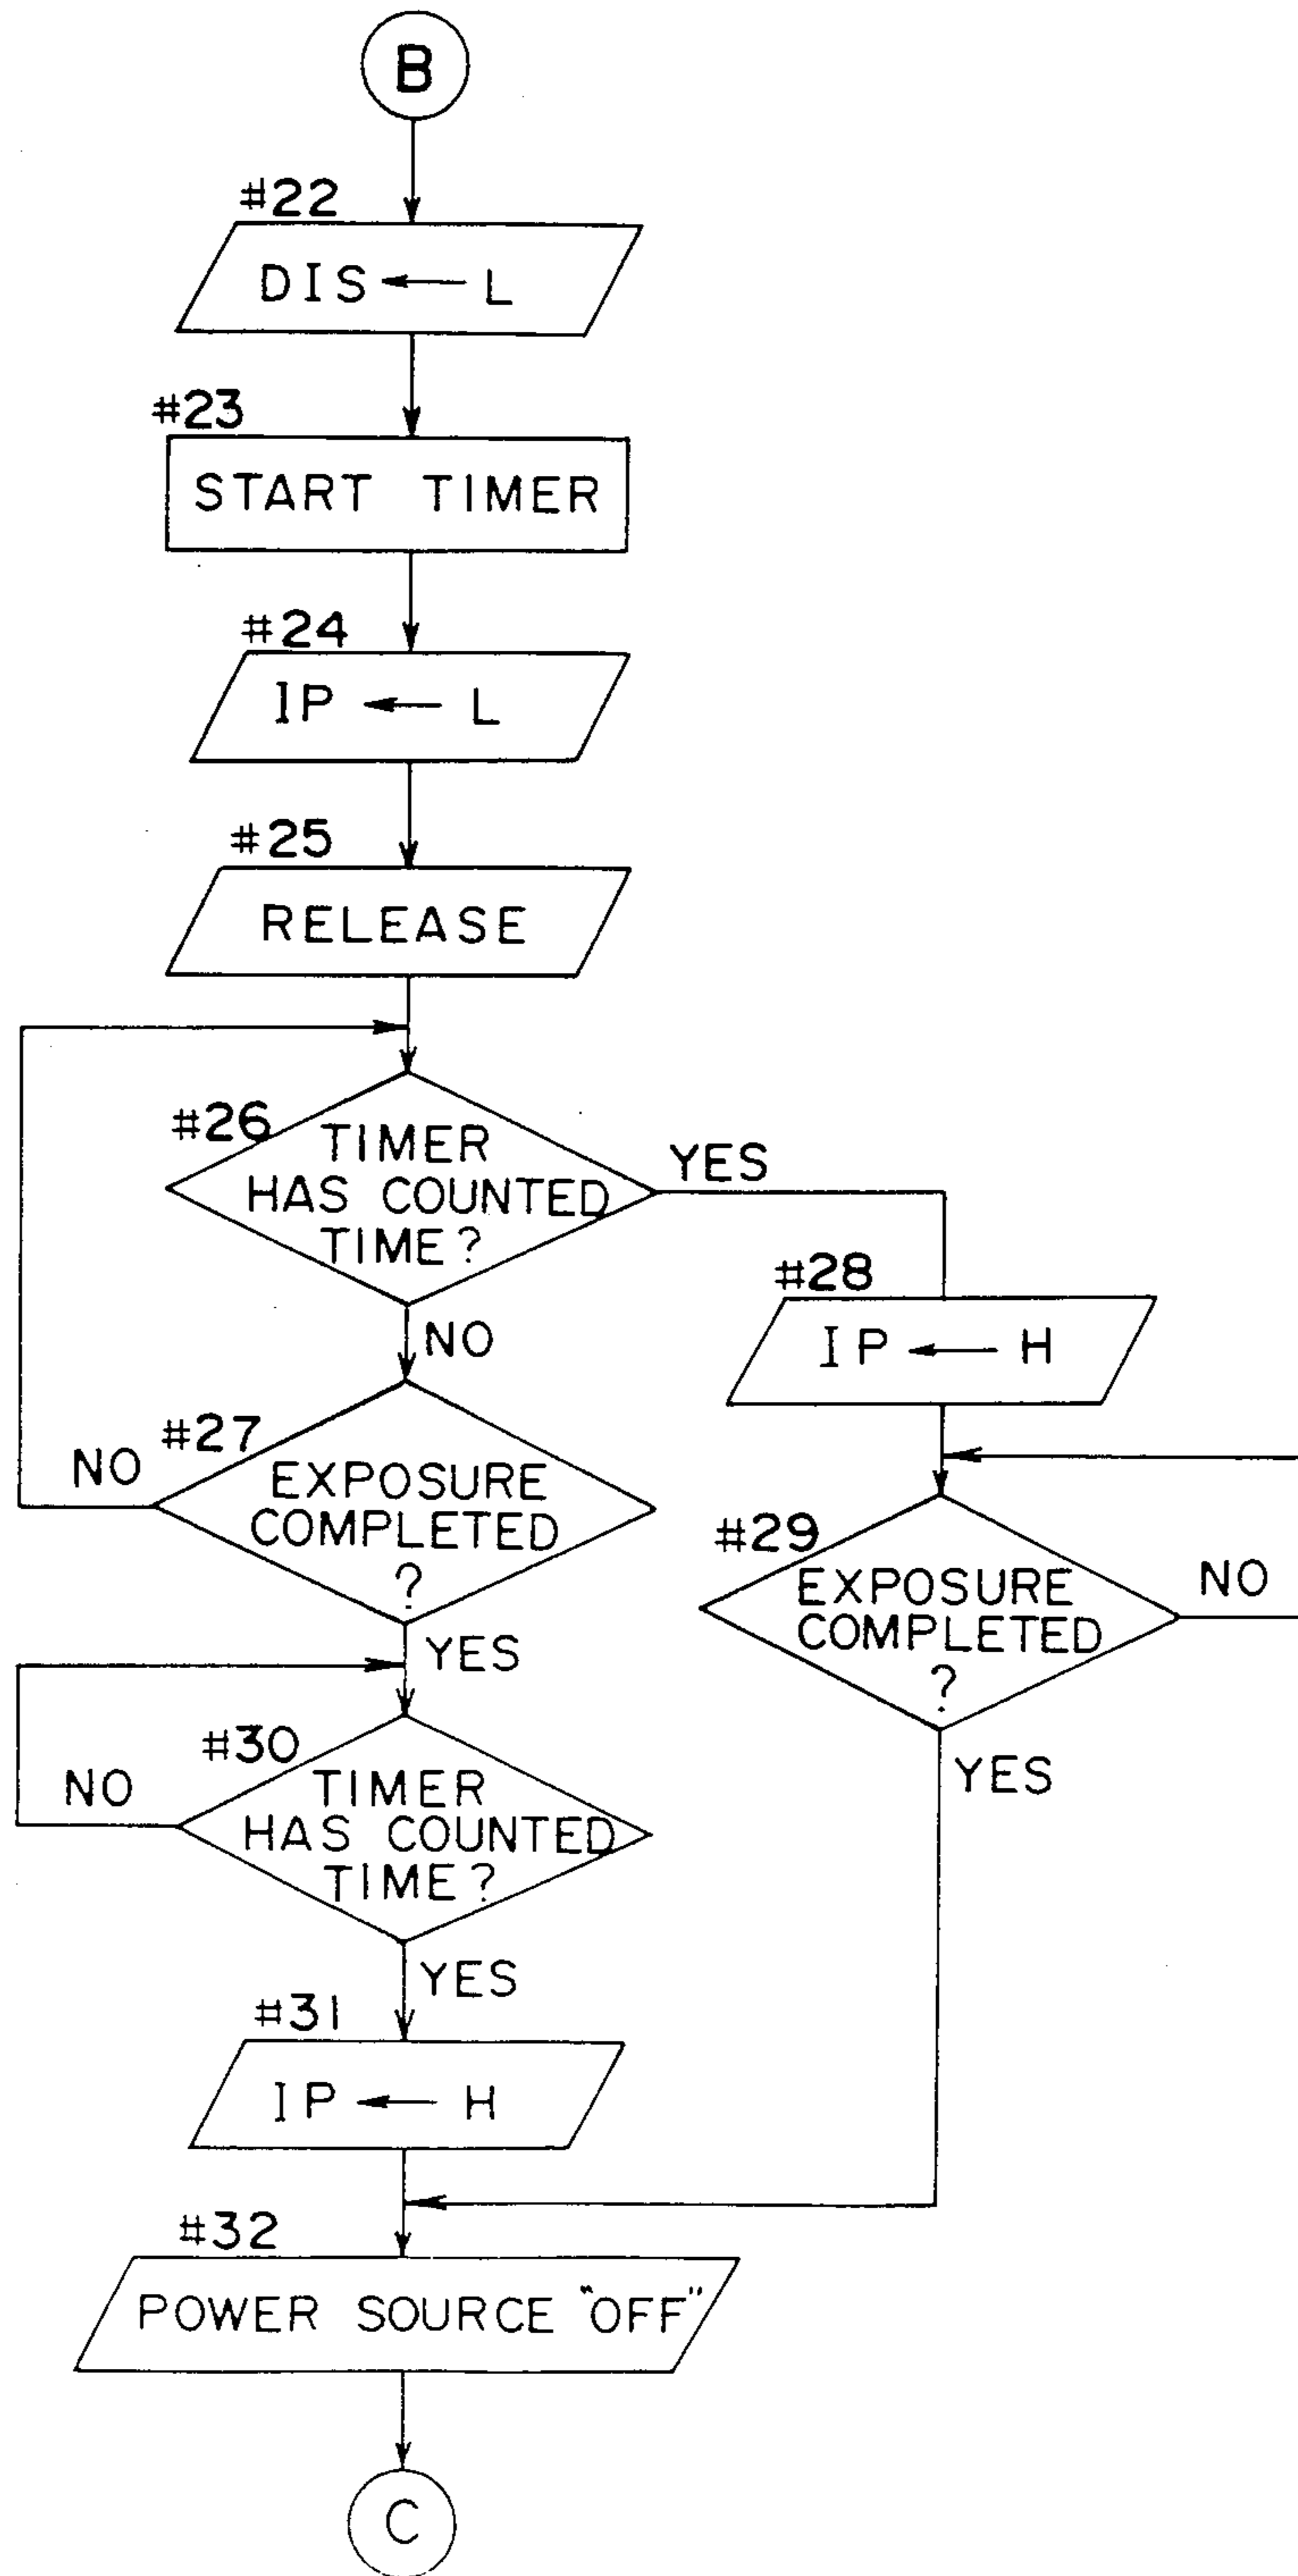 B
#22
DIS ← L
#23
START TIMER
#24
IP ← L
#25
RELEASE
#26
TIMER
HAS COUNTED
TIME?
YES
NO
#28
IP ← H
#27
EXPOSURE
COMPLETED
?
NO
YES
#29
EXPOSURE
COMPLETED
?
NO
YES
#30
TIMER
HAS COUNTED
TIME?
NO
YES
#31
IP ← H
#32
POWER SOURCE "OFF"
C